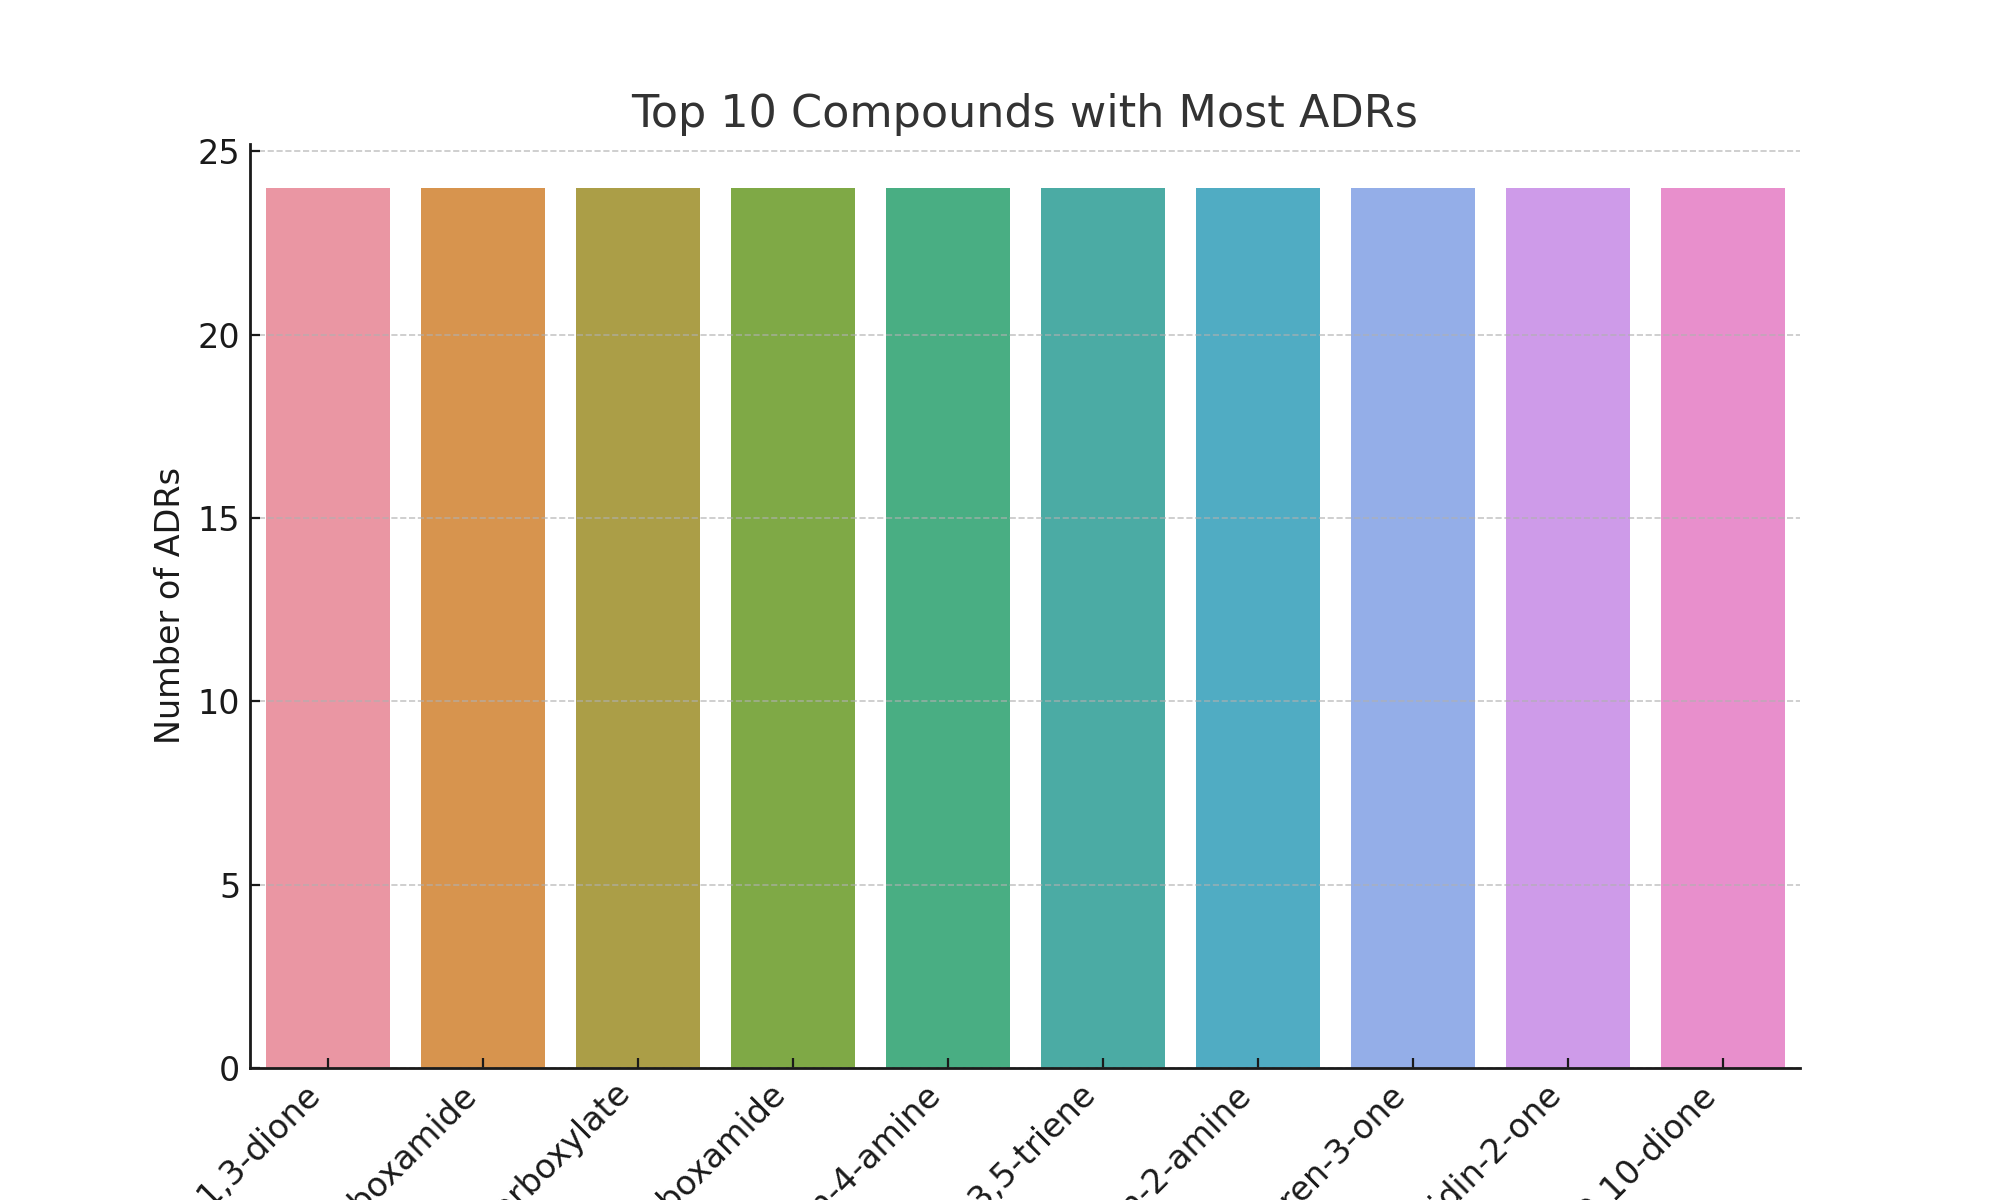 Top 10 Compounds with Most ADRs
Number of ADRs
25
20
15
10
5
0
1,3-dione
boxamide
rboxylate
boxamide
-4-amine
3,5-triene
-2-amine
ren-3-one
idin-2-one
10-dione